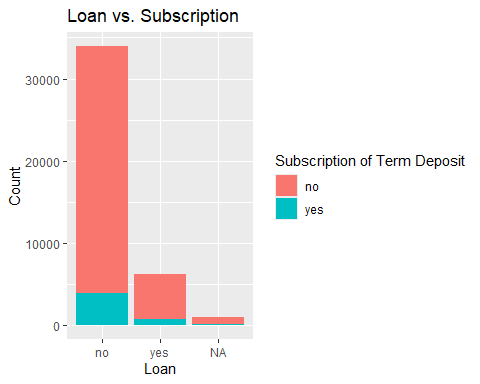 Loan vs. Subscription
Count
30000
20000
10000
0
no yes NA
Loan
Subscription of Term Deposit
no
yes